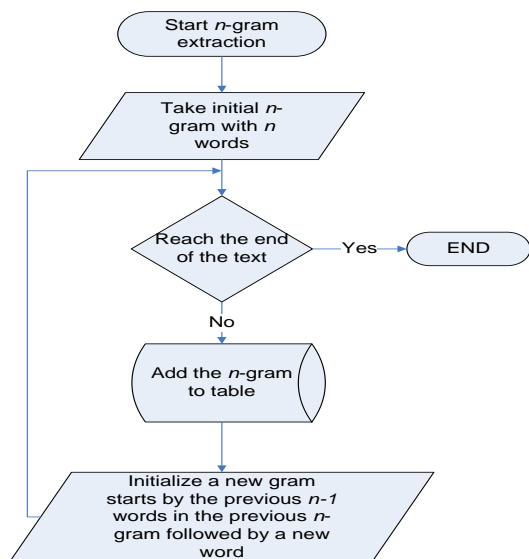 Start n-gram
extraction
Take initial n-
gram with n
words
Reach the end
of the text
Yes
END
No
Add the n-gram
to table
Initialize a new gram
starts by the previous n-1
words in the previous n-
gram followed by a new
word